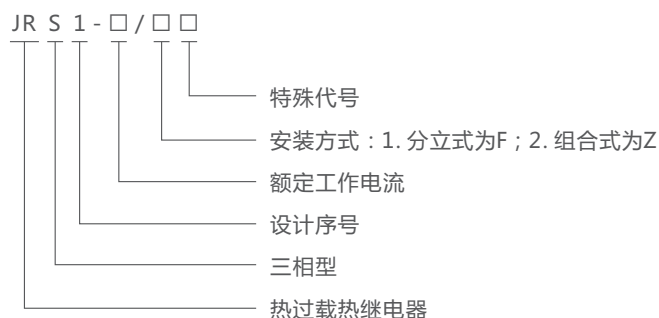 JR S 1 - □ / □ □
特殊代号
安装方式：1. 分立式为F；2. 组合式为Z
额定工作电流
设计序号
三相型
热过载热继电器